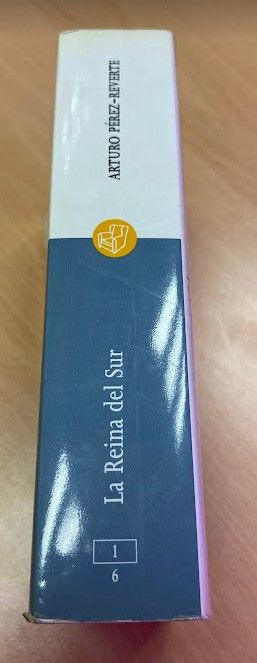 ARTURO PÉREZ-REVERTE
La Reina del Sur
1
6